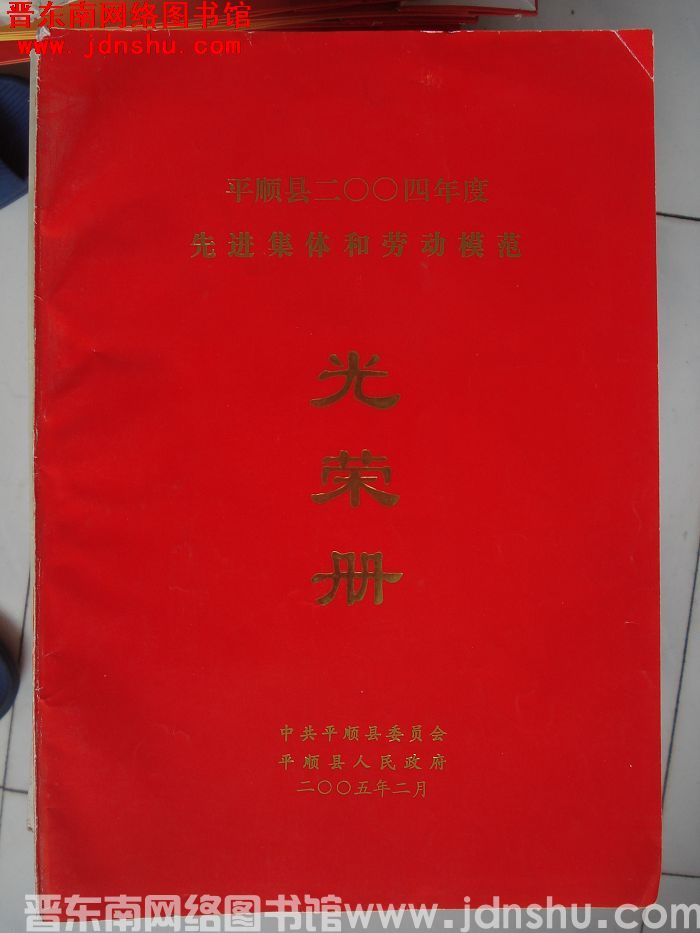 晋东南网络图书馆
www.jdnshu.com
平顺县二〇〇四年度
先进集体和劳动模范
光
荣
册
中共平顺县委员会
平顺县人民政府
二〇〇五年二月
晋东南网络图书馆 www.jdnshu.com